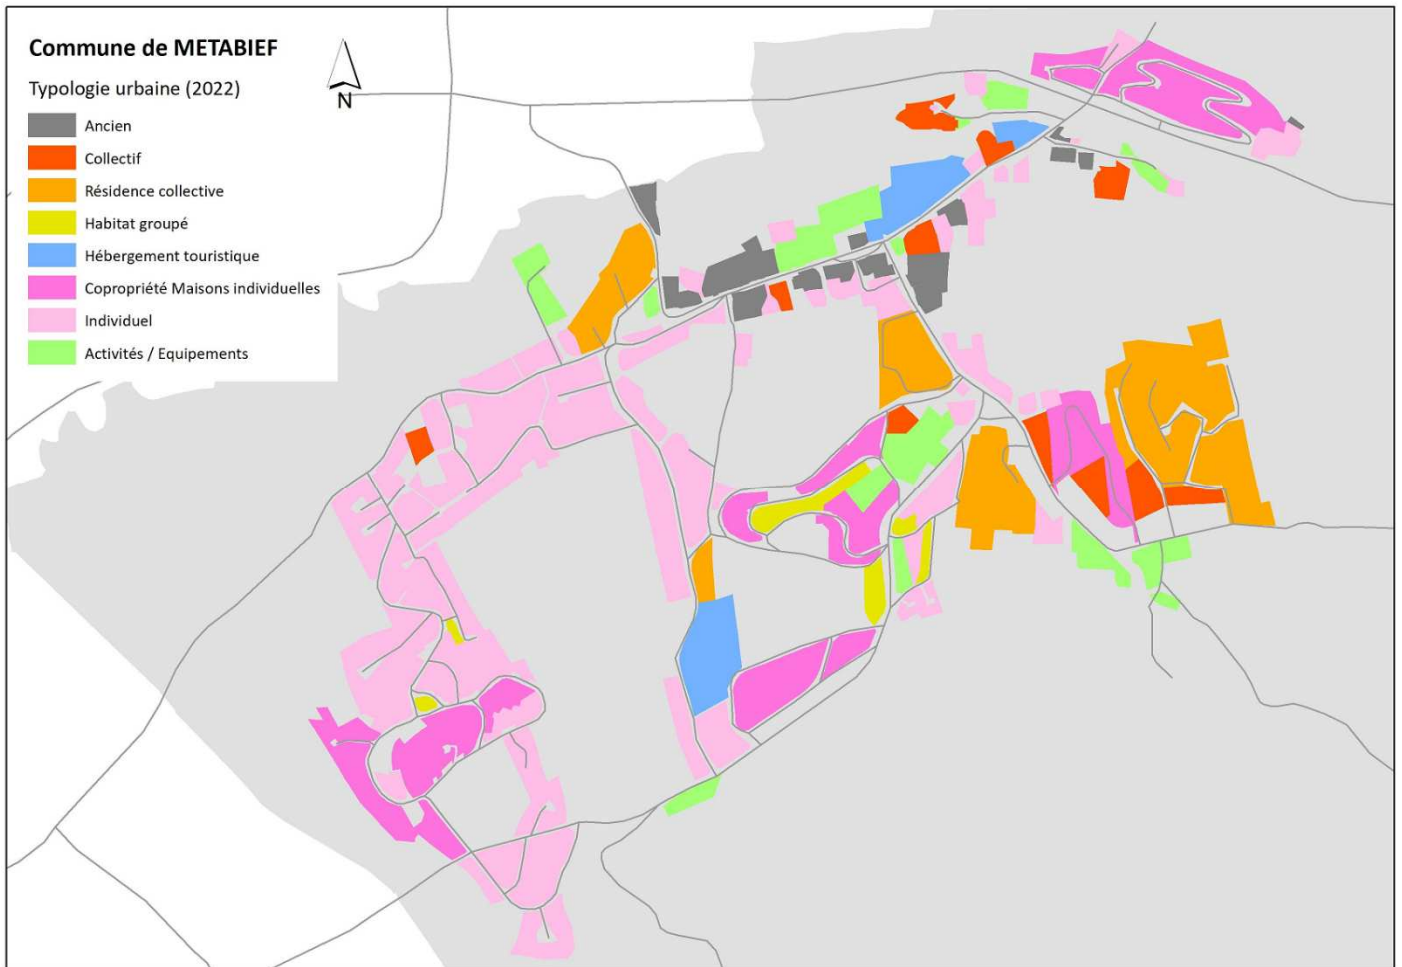 Commune de METABIEF
Typologie urbaine (2022)
N
Ancien
Collectif
Résidence collective
Habitat groupé
Hébergement touristique
Copropriété Maisons individuelles
Individuel
Activités / Equipements